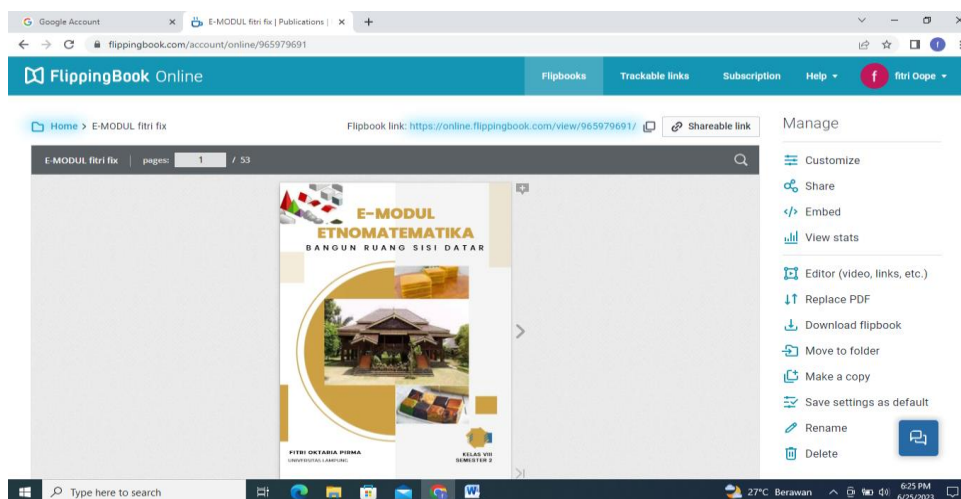 Google Account
E-MODUL fitri fix | Publications |
flippingbook.com/account/online/965979691
FlippingBook Online
Flipbooks
Trackable links
Subscription
Help
f
fitri Oope
Home > E-MODUL fitri fix
Flipbook link: https://online.flippingbook.com/view/965979691/
Shareable link
Manage
E-MODUL fitri fix | pages: 1 / 53
Customize
Share
Embed
View stats
Editor (video, links, etc.)
Replace PDF
Download flipbook
Move to folder
Make a copy
Save settings as default
Rename
Delete
E-MODUL
ETNOMATEMATIKA
BANGUN RUANG SISI DATAR
FITRI OKTARIA PIRMA
UNIVERSITAS LAMPUNG
KELAS VIII
SEMESTER 2
Type here to search
27°C Berawan
6:25 PM
6/25/2023